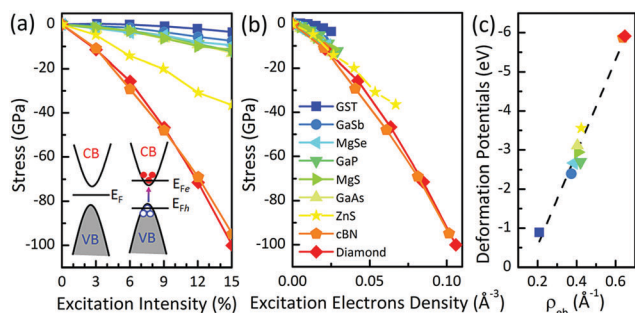 (a)
0
-20
-40
-60
-80
-100
Stress (GPa)
CB
CB
E_F
E_Fe
E_Fh
VB
VB
0 3 6 9 12 15
Excitation Intensity (%)
(b)
0
-20
-40
-60
-80
-100
Stress (GPa)
GST
GaSb
MgSe
GaP
MgS
GaAs
ZnS
cBN
Diamond
0.00 0.05 0.10
Excitation Electrons Density (Å⁻³)
(c)
-6
-5
-4
-3
-2
-1
0
Deformation Potentials (eV)
0.2 0.4 0.6
ρ_eh (Å⁻¹)